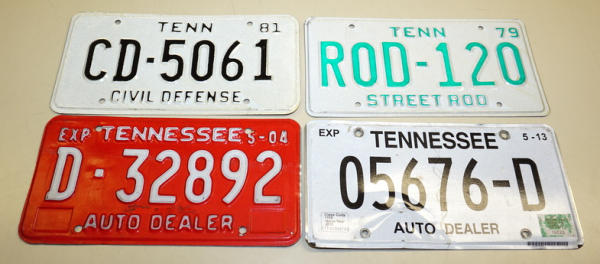 TENN 81
CD-5061
CIVIL DEFENSE
TENN 79
ROD-120
STREET ROD
EXP TENNESSEE 5-04
D-32892
AUTO DEALER
EXP TENNESSEE 5-13
05676-D
AUTO DEALER